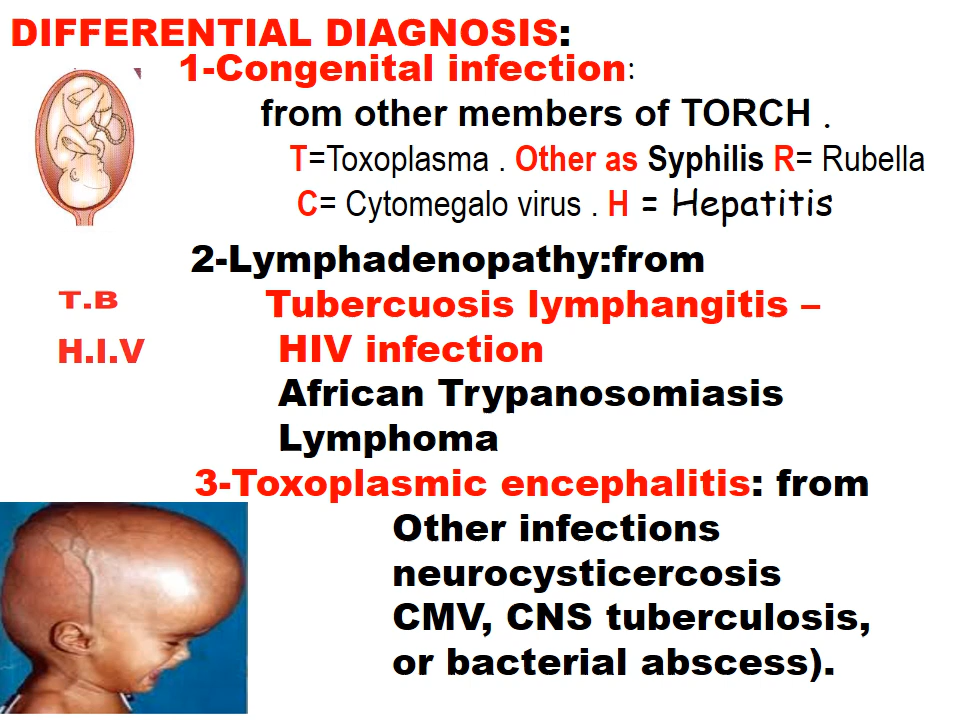 DIFFERENTIAL DIAGNOSIS:
1-Congenital infection:
from other members of TORCH .
T=Toxoplasma . Other as Syphilis R= Rubella
C= Cytomegalo virus . H = Hepatitis
2-Lymphadenopathy:from
T.B
Tubercuosis lymphangitis –
H.I.V
HIV infection
African Trypanosomiasis
Lymphoma
3-Toxoplasmic encephalitis: from
Other infections
neurocysticercosis
CMV, CNS tuberculosis,
or bacterial abscess).